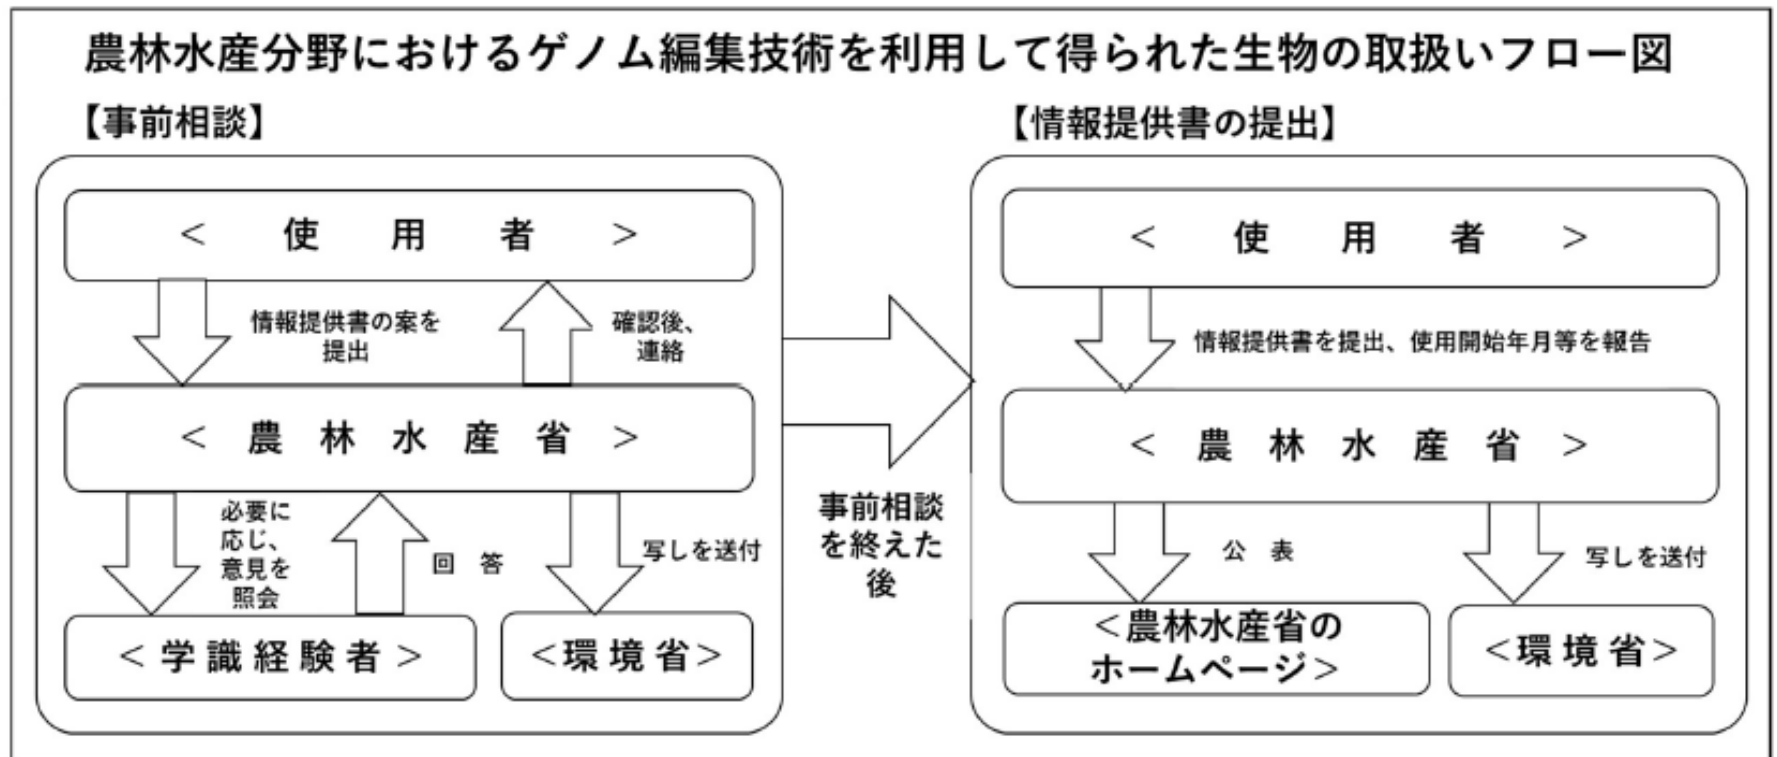 農林水産分野におけるゲノム編集技術を利用して得られた生物の取扱いフロー図
【事前相談】
＜ 使 用 者 ＞
情報提供書の案を
提出
確認後、
連絡
＜ 農 林 水 産 省 ＞
必要に
応じ、
意見を
照会
回 答
写しを送付
＜ 学 識 経 験 者 ＞
＜環 境 省＞
事前相談
を終えた
後
【情報提供書の提出】
＜ 使 用 者 ＞
情報提供書を提出、使用開始年月等を報告
＜ 農 林 水 産 省 ＞
公 表
写しを送付
＜農林水産省の
ホームページ＞
＜環 境 省＞